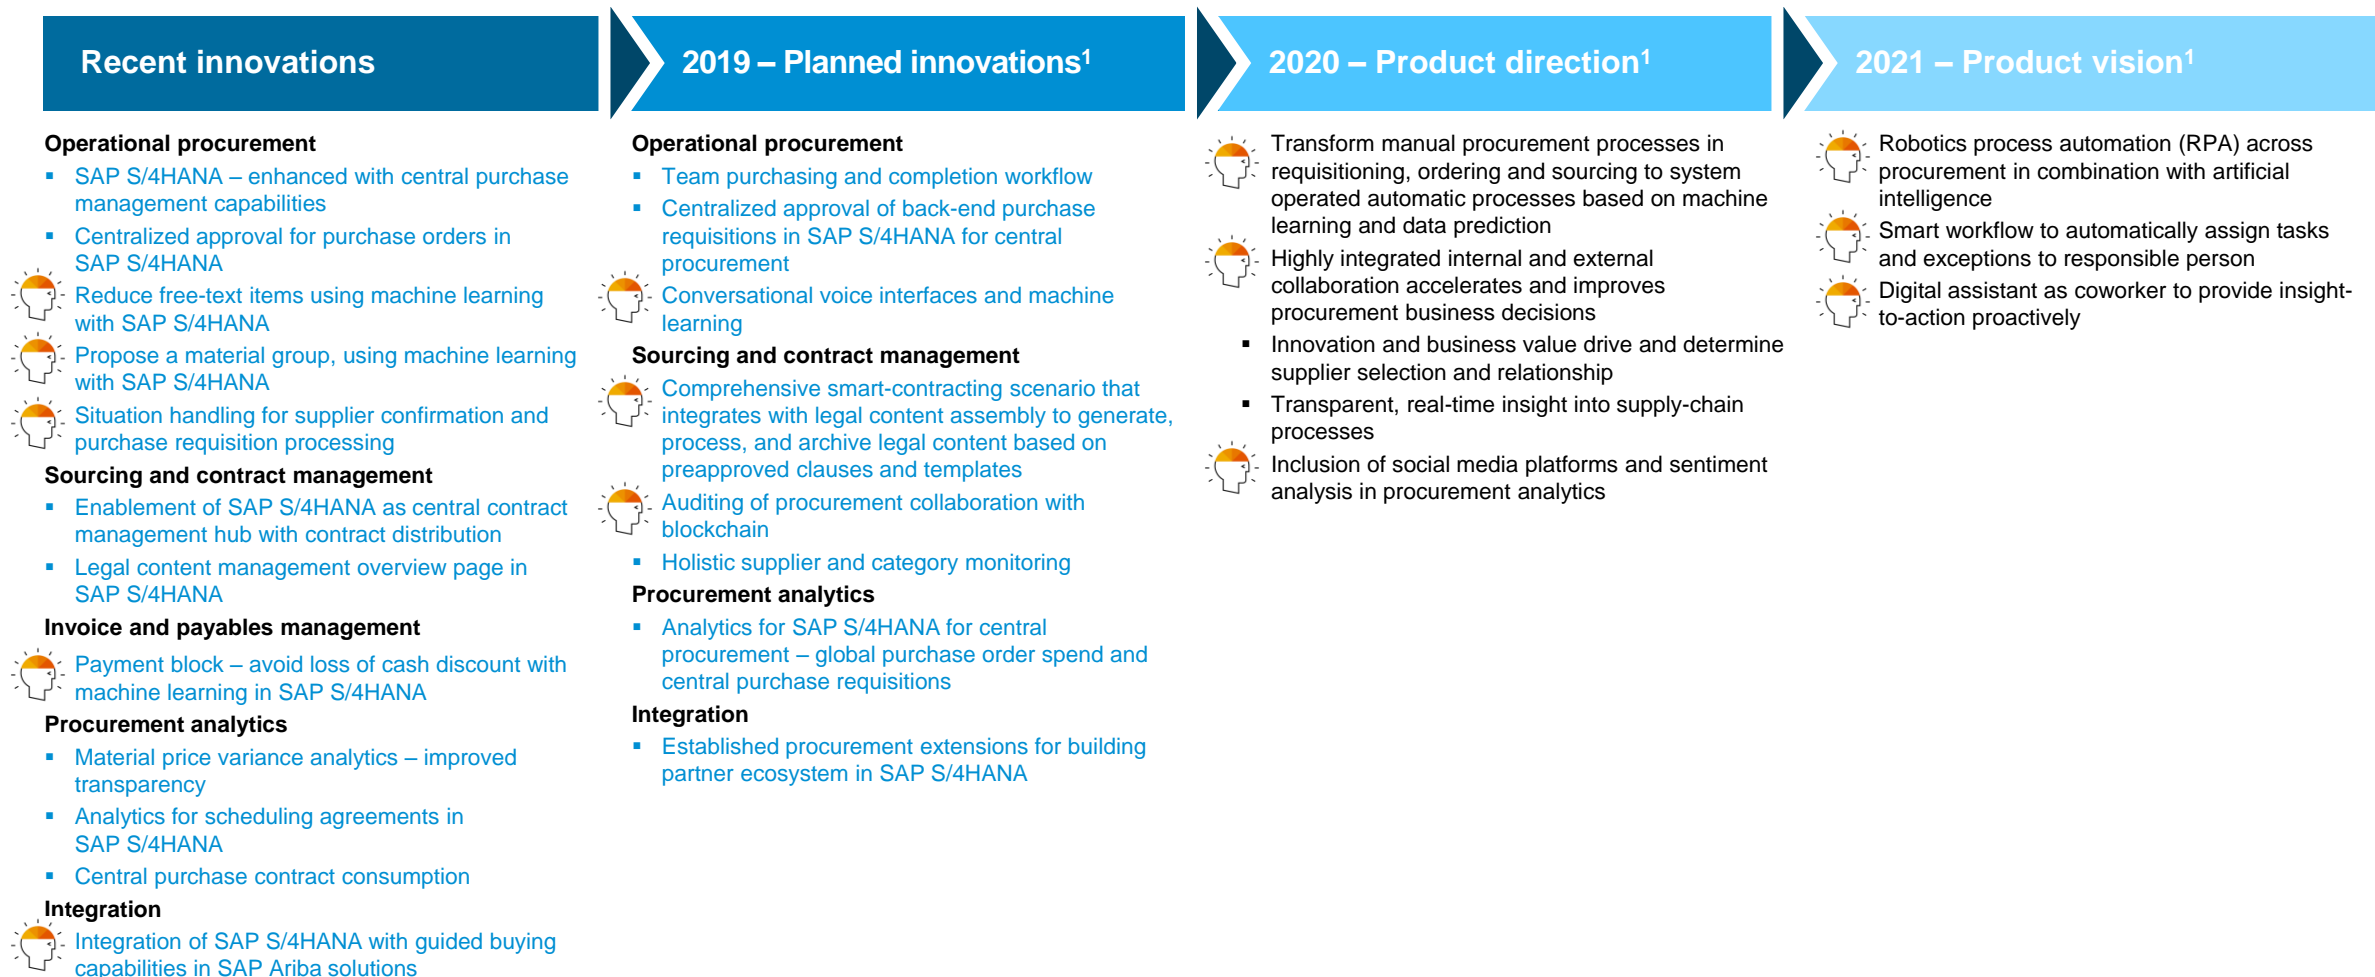 Recent innovations
Operational procurement
▪ SAP S/4HANA – enhanced with central purchase
management capabilities
▪ Centralized approval for purchase orders in
SAP S/4HANA
Reduce free-text items using machine learning
with SAP S/4HANA
Propose a material group, using machine learning
with SAP S/4HANA
Situation handling for supplier confirmation and
purchase requisition processing
Sourcing and contract management
▪ Enablement of SAP S/4HANA as central contract
management hub with contract distribution
▪ Legal content management overview page in
SAP S/4HANA
Invoice and payables management
Payment block – avoid loss of cash discount with
machine learning in SAP S/4HANA
Procurement analytics
▪ Material price variance analytics – improved
transparency
▪ Analytics for scheduling agreements in
SAP S/4HANA
▪ Central purchase contract consumption
Integration
Integration of SAP S/4HANA with guided buying
capabilities in SAP Ariba solutions
2019 – Planned innovations¹
Operational procurement
▪ Team purchasing and completion workflow
▪ Centralized approval of back-end purchase
requisitions in SAP S/4HANA for central
procurement
Conversational voice interfaces and machine
learning
Sourcing and contract management
Comprehensive smart-contracting scenario that
integrates with legal content assembly to generate,
process, and archive legal content based on
preapproved clauses and templates
Auditing of procurement collaboration with
blockchain
▪ Holistic supplier and category monitoring
Procurement analytics
▪ Analytics for SAP S/4HANA for central
procurement – global purchase order spend and
central purchase requisitions
Integration
▪ Established procurement extensions for building
partner ecosystem in SAP S/4HANA
2020 – Product direction¹
Transform manual procurement processes in
requisitioning, ordering and sourcing to system
operated automatic processes based on machine
learning and data prediction
Highly integrated internal and external
collaboration accelerates and improves
procurement business decisions
▪ Innovation and business value drive and determine
supplier selection and relationship
▪ Transparent, real-time insight into supply-chain
processes
Inclusion of social media platforms and sentiment
analysis in procurement analytics
2021 – Product vision¹
Robotics process automation (RPA) across
procurement in combination with artificial
intelligence
Smart workflow to automatically assign tasks
and exceptions to responsible person
Digital assistant as coworker to provide insight-
to-action proactively